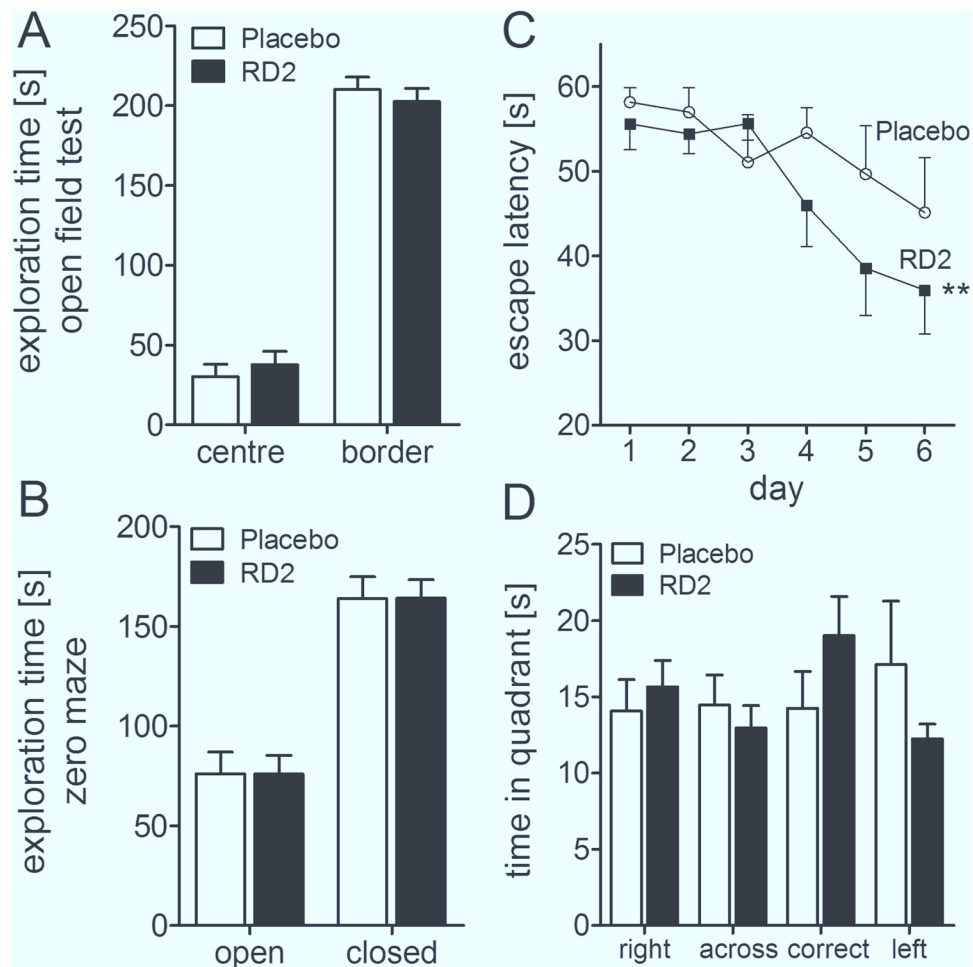 A
exploration time [s]
open field test
250
200
150
100
50
0
Placebo
RD2
centre
border
B
exploration time [s]
zero maze
200
150
100
50
0
Placebo
RD2
open
closed
C
escape latency [s]
60
50
40
30
20
Placebo
RD2
**
1 2 3 4 5 6
day
D
time in quadrant [s]
25
20
15
10
5
0
Placebo
RD2
right across correct left